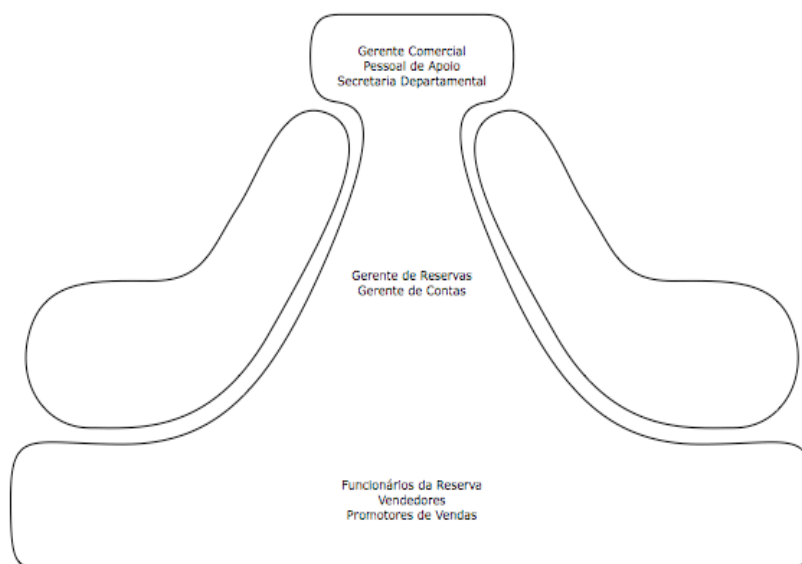 Gerente Comercial
Pessoal de Apoio
Secretaria Departamental
Gerente de Reservas
Gerente de Contas
Funcionários da Reserva
Vendedores
Promotores de Vendas